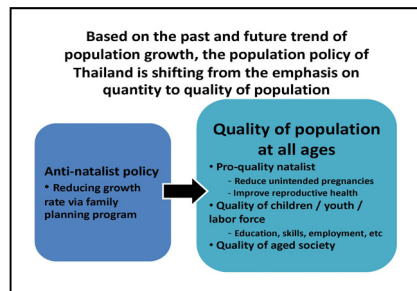 Based on the past and future trend of
population growth, the population policy of
Thailand is shifting from the emphasis on
quantity to quality of population
Anti-natalist policy
• Reducing growth
rate via family
planning program
Quality of population
at all ages
• Pro-quality natalist
- Reduce unintended pregnancies
- Improve reproductive health
• Quality of children / youth /
labor force
- Education, skills, employment, etc
• Quality of aged society